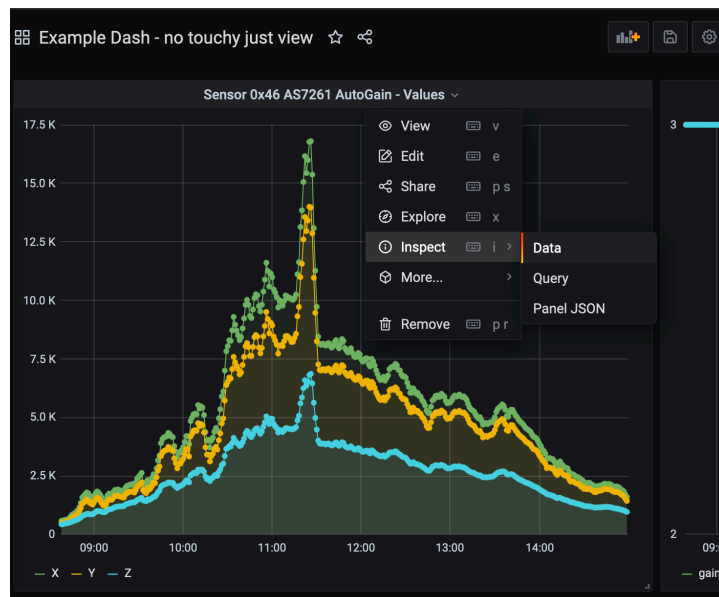 Example Dash - no touchy just view
Sensor 0x46 AS7261 AutoGain - Values
17.5 K
15.0 K
12.5 K
10.0 K
7.5 K
5.0 K
2.5 K
0
09:00 10:00 11:00 12:00 13:00 14:00
X Y Z
View v
Edit e
Share p s
Explore x
Inspect i
More...
Remove p r
Data
Query
Panel JSON
3
2
09:
gain